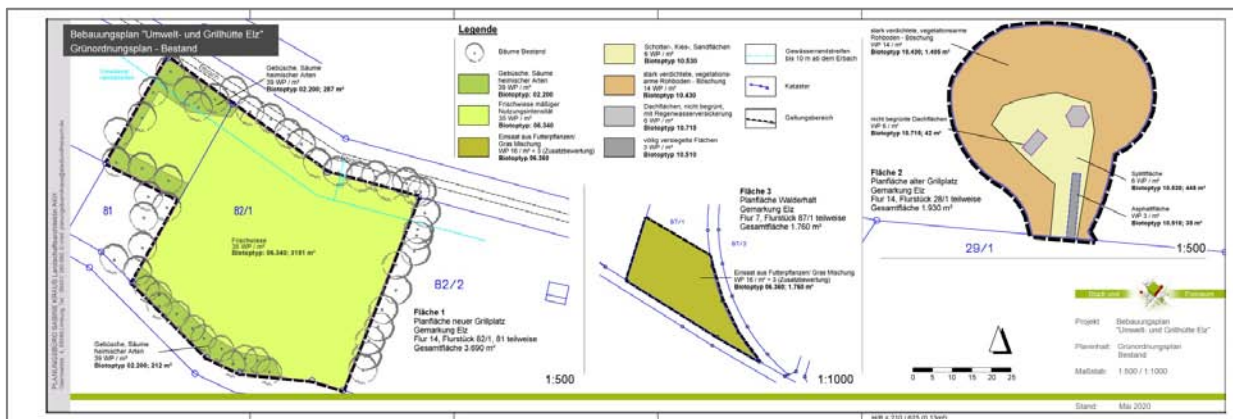 Bebauungsplan "Umwelt- und Grillhütte Elz"
Grünordnungsplan - Bestand
Gebüsche, Säume
heimischer Arten
39 WP / m²
Biotoptyp 02.200; 287 m²
81
82/1
Frischwiese
35 WP / m²
Biotoptyp: 06.340; 3191 m²
82/2
Gebüsche, Säume
heimischer Arten
39 WP / m²
Biotoptyp 02.200; 212 m²
Fläche 1
Planfläche neuer Grillplatz
Gemarkung Elz
Flur 14, Flurstück 82/1, 81 teilweise
Gesamtfläche 3.690 m²
1:500
Legende
Bäume Bestand
Gebüsche, Säume
heimischer Arten
39 WP / m²
Biotoptyp: 02.200
Frischwiese mäßiger
Nutzungsintensität
35 WP / m²
Biotoptyp: 06.340
Einsaat aus Futterpflanzen/
Gras Mischung
WP 16 / m² + 3 (Zusatzbewertung)
Biotoptyp 06.360
Schotter-, Kies-, Sandflächen
6 WP / m²
Biotoptyp 10.530
stark verdichtete, vegetations-
arme Rohboden - Böschung
14 WP / m²
Biotoptyp 10.430
Dachflächen, nicht begrünt,
mit Regenwasserversickerung
6 WP / m²
Biotoptyp 10.715
völlig versiegelte Flächen
3 WP / m²
Biotoptyp 10.510
Gewässerrandstreifen
bis 10 m ab dem Erbach
Kataster
Geltungsbereich
Fläche 3
Planfläche Walderhalt
Gemarkung Elz
Flur 7, Flurstück 87/1 teilweise
Gesamtfläche 1.760 m²
87/1
87/3
Einsaat aus Futterpflanzen/ Gras Mischung
WP 16 / m² + 3 (Zusatzbewertung)
Biotoptyp 06.360; 1.760 m²
1:1000
stark verdichtete, vegetationsarme
Rohboden - Böschung
WP 14 / m²
Biotoptyp 10.430; 1.405 m²
nicht begrünte Dachflächen
WP 6 / m²
Biotoptyp 10.715; 42 m²
Fläche 2
Planfläche alter Grillplatz
Gemarkung Elz
Flur 14, Flurstück 28/1 teilweise
Gesamtfläche 1.930 m²
Splittfläche
6 WP / m²
Biotoptyp 10.530; 445 m²
Asphaltfläche
WP 3 / m²
Biotoptyp 10.510; 38 m²
29/1
1:500
0 5 10 15 20 25
Stadt und Freiraum
Projekt Bebauungsplan
"Umwelt- und Grillhütte Elz"
Planinhalt: Grünordnungsplan
Bestand
Maßstab: 1:500 / 1:1000
Stand: Mai 2020